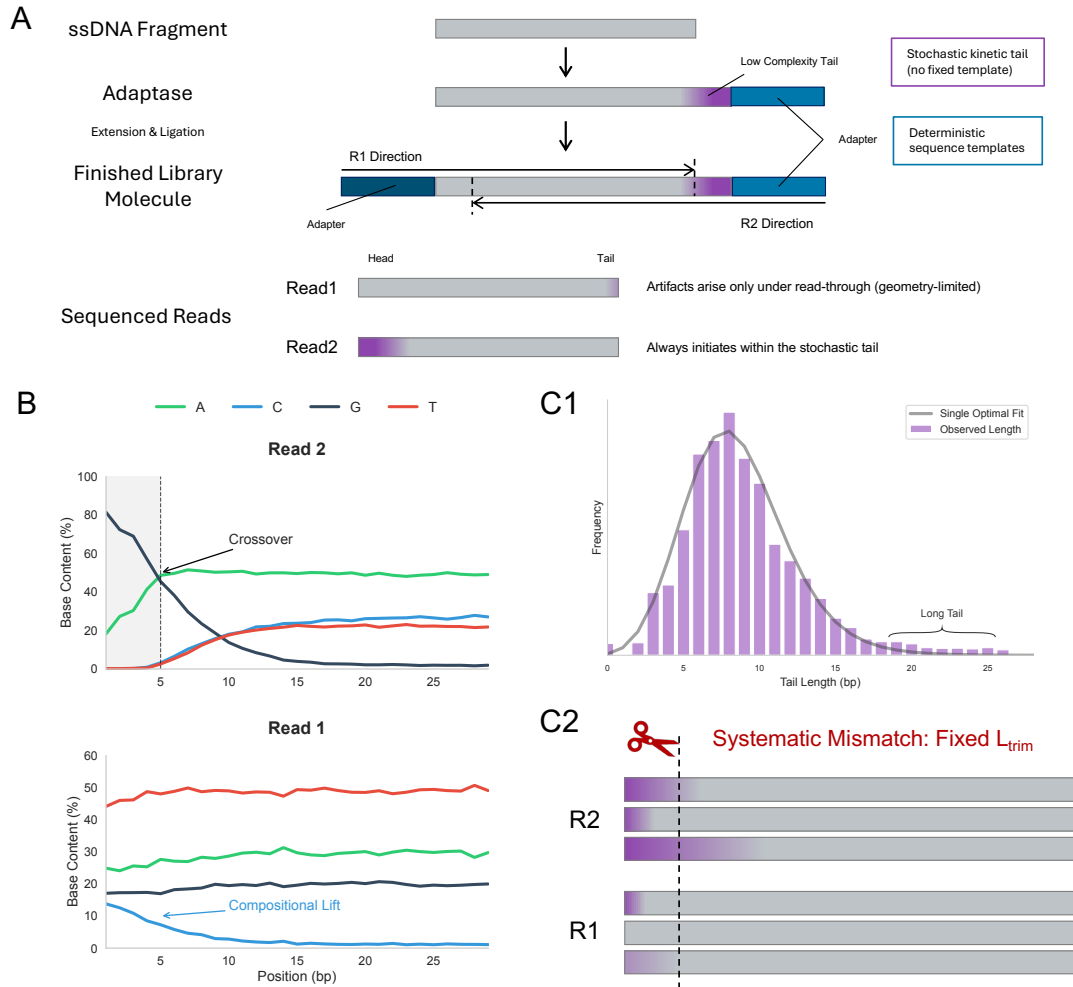 A
ssDNA Fragment
Low Complexity Tail
Stochastic kinetic tail
(no fixed template)
Adaptase
Extension & Ligation
Adapter
Deterministic
sequence templates
R1 Direction
Finished Library
Molecule
Adapter
R2 Direction
Head
Tail
Read1
Artifacts arise only under read-through (geometry-limited)
Sequenced Reads
Read2
Always initiates within the stochastic tail
B
A
C
G
T
Read 2
Base Content (%)
100
80
60
40
20
0
Crossover
5
10
15
20
25
Read 1
Base Content (%)
60
50
40
30
20
10
0
Compositional Lift
5
10
15
20
25
Position (bp)
C1
Single Optimal Fit
Observed Length
Frequency
Long Tail
0
5
10
15
20
25
Tail Length (bp)
C2
Systematic Mismatch: Fixed Ltrim
R2
R1